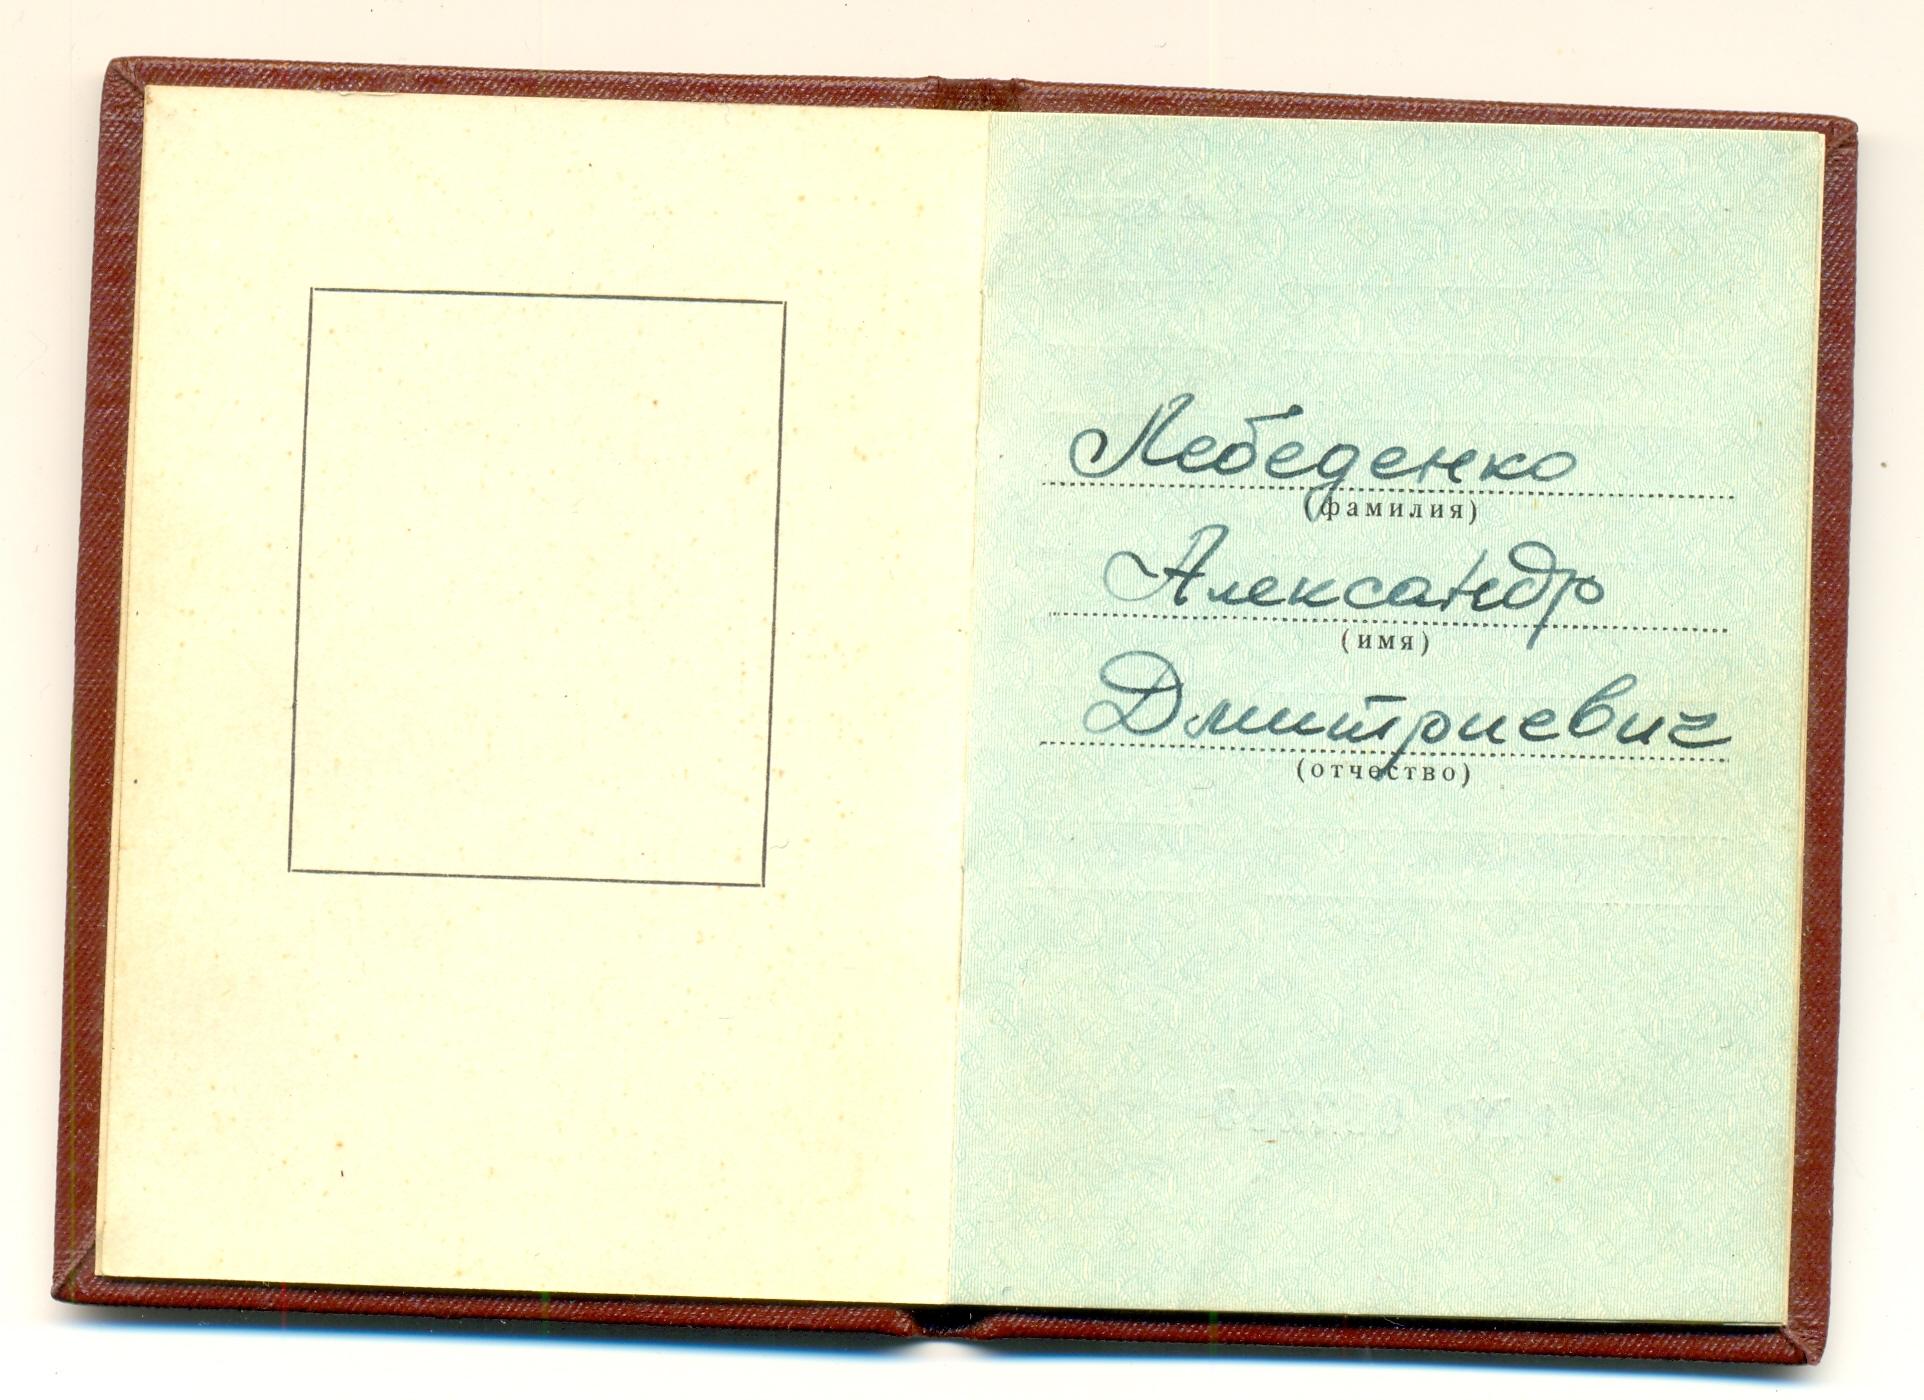 Лебеденко
(фамилия)
Александр
(имя)
Дмитриевич
(отчество)